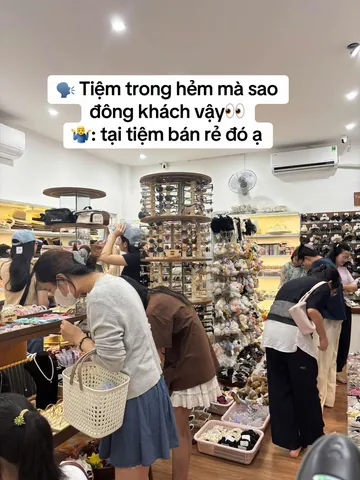 🗣️ Tiệm trong hẻm mà sao
đông khách vậy👀
🤷‍♂️: tại tiệm bán rẻ đó ạ